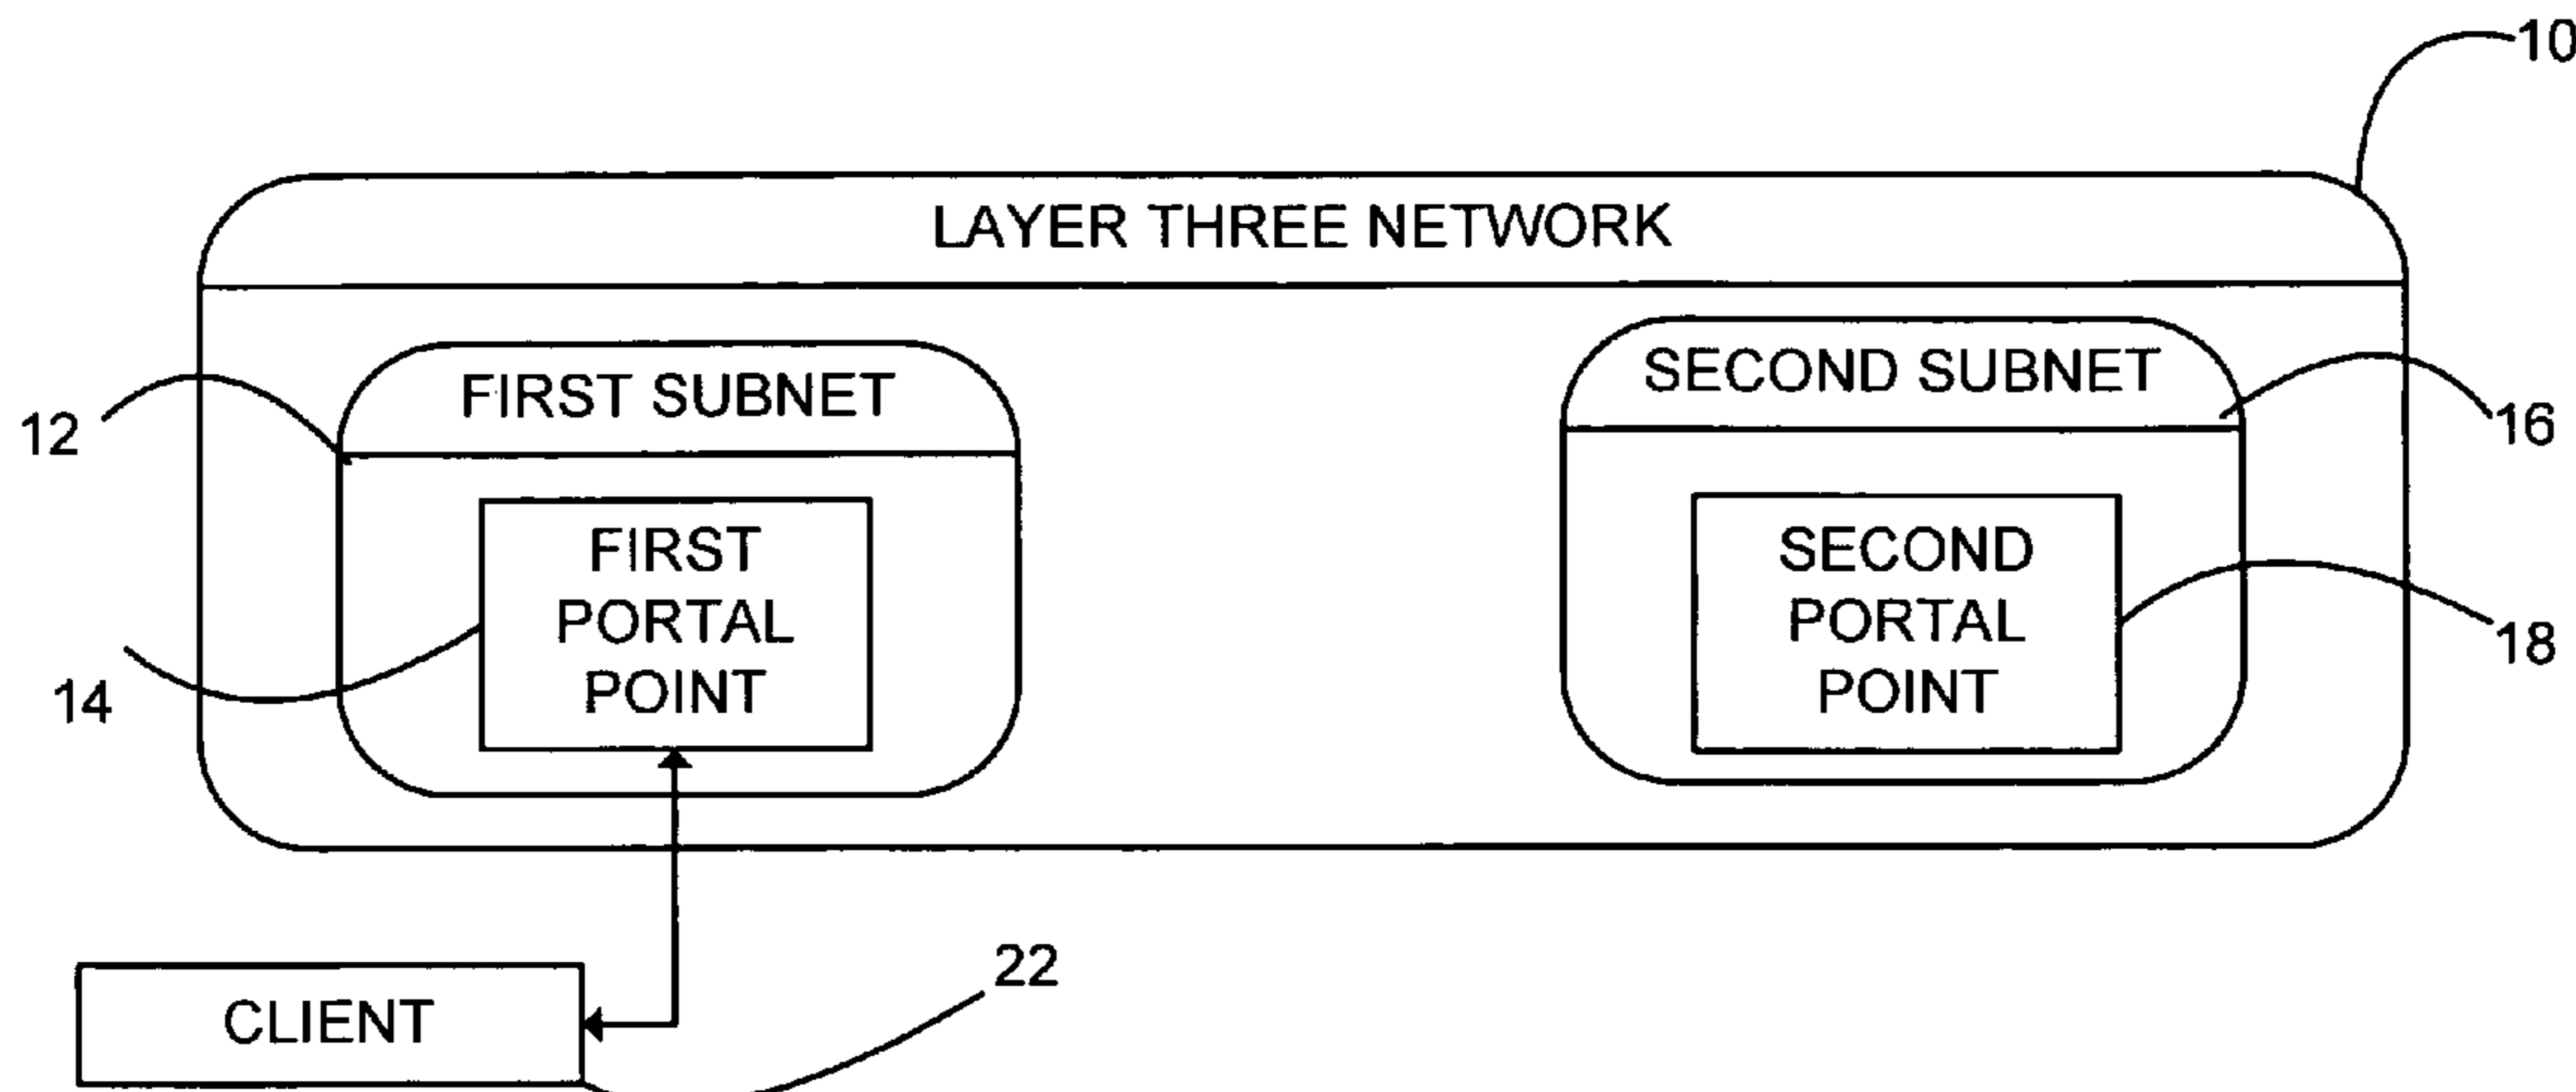 10
LAYER THREE NETWORK
FIRST SUBNET
SECOND SUBNET
12
16
FIRST
PORTAL
POINT
SECOND
PORTAL
POINT
14
18
22
CLIENT